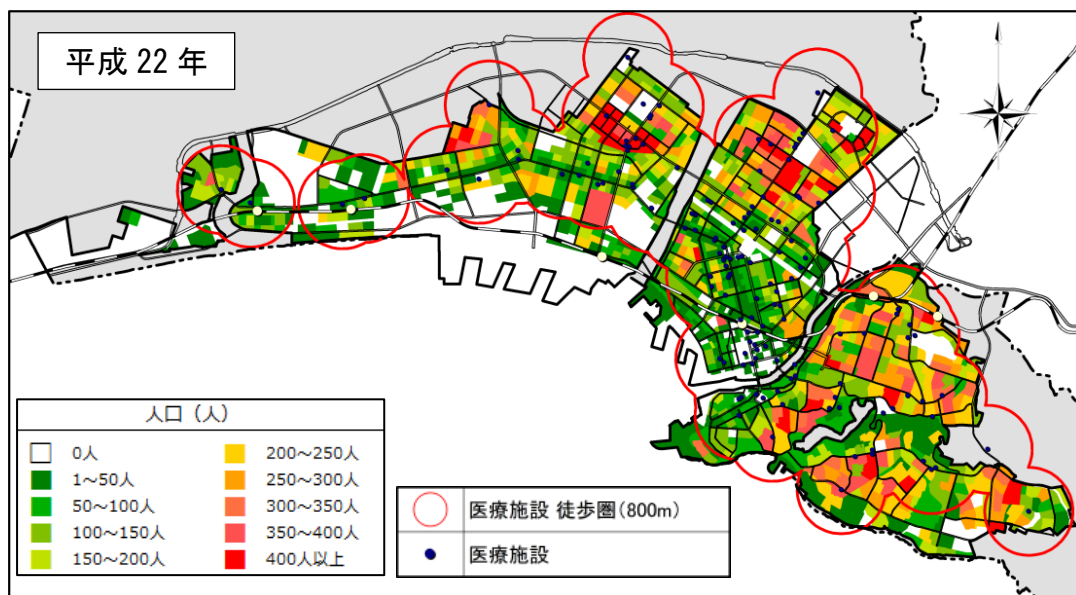 平成 22 年
人口（人）
0人
1～50人
50～100人
100～150人
150～200人
200～250人
250～300人
300～350人
350～400人
400人以上
医療施設 徒歩圏（800m）
医療施設